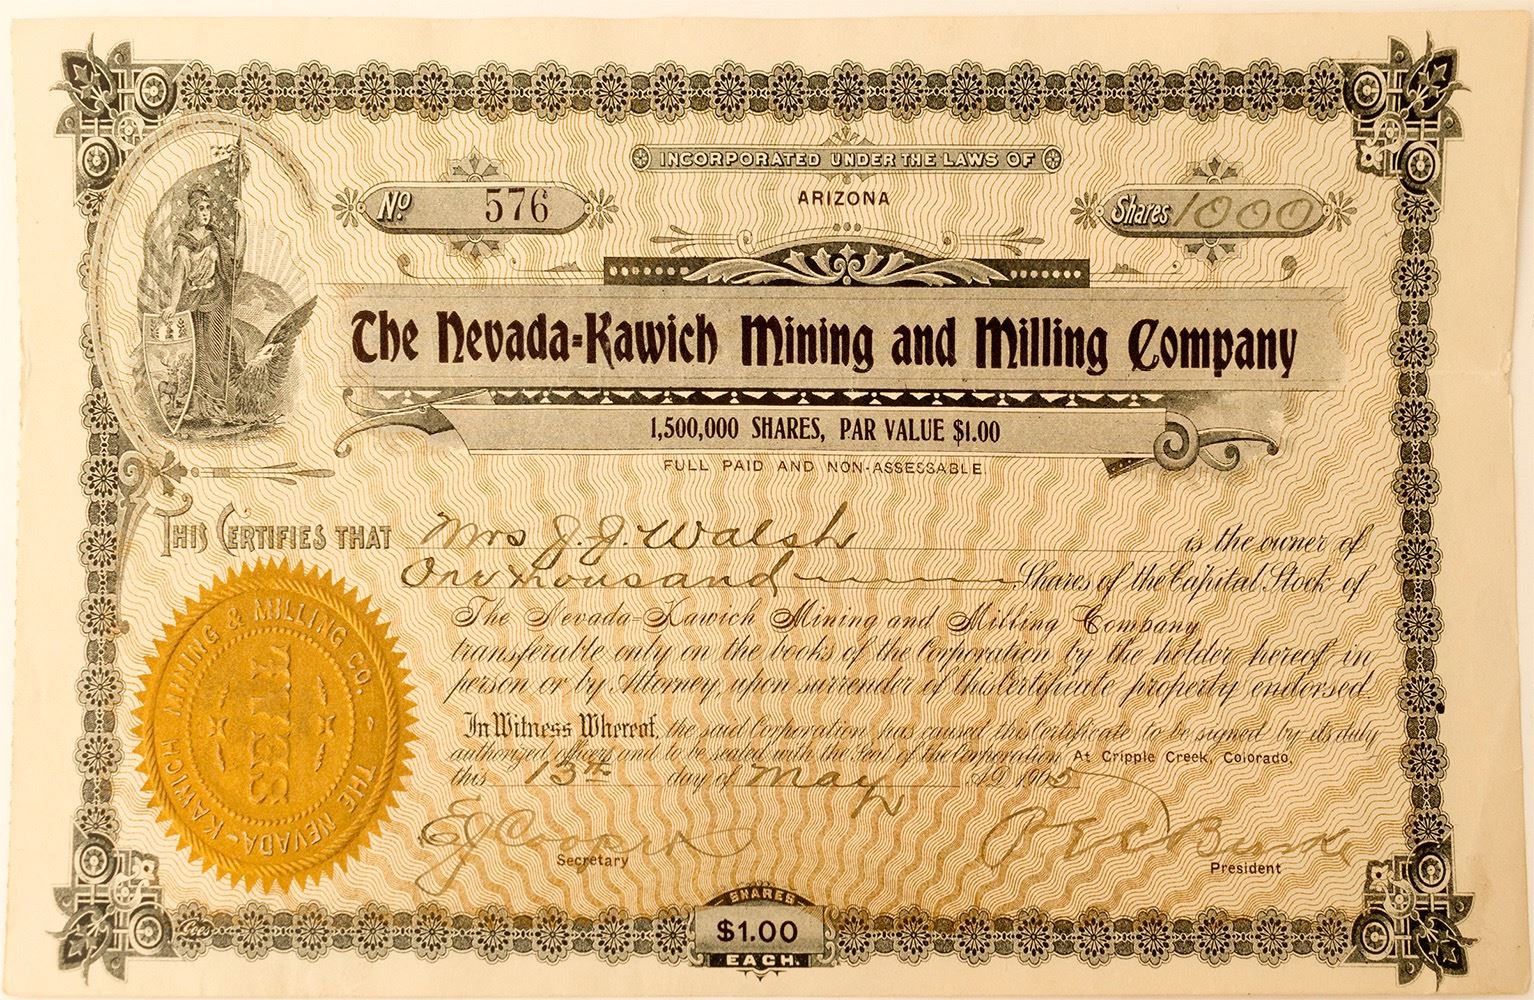 INCORPORATED UNDER THE LAWS OF
ARIZONA
No. 576
Shares 1000
The Nevada=Kawich Mining and Milling Company
1,500,000 SHARES, PAR VALUE $1.00
FULL PAID AND NON-ASSESSABLE
THIS CERTIFIES THAT Mrs J. J. Walsh is the owner of
One thousand Shares of the Capital Stock of
The Nevada-Kawich Mining and Milling Company
transferable only on the books of the Corporation by the holder hereof in
person or by Attorney upon surrender of this Certificate properly endorsed
In Witness Whereof, the said Corporation has caused this Certificate to be signed by its duly
authorized officers and to be sealed with the Seal of the Corporation At Cripple Creek, Colorado,
this 13th day of May A.D. 1905
E J Cooper
Secretary
Burke
President
THE NEVADA-KAWICH MINING & MILLING CO.
SEAL
Goes
SHARES
$1.00
EACH.